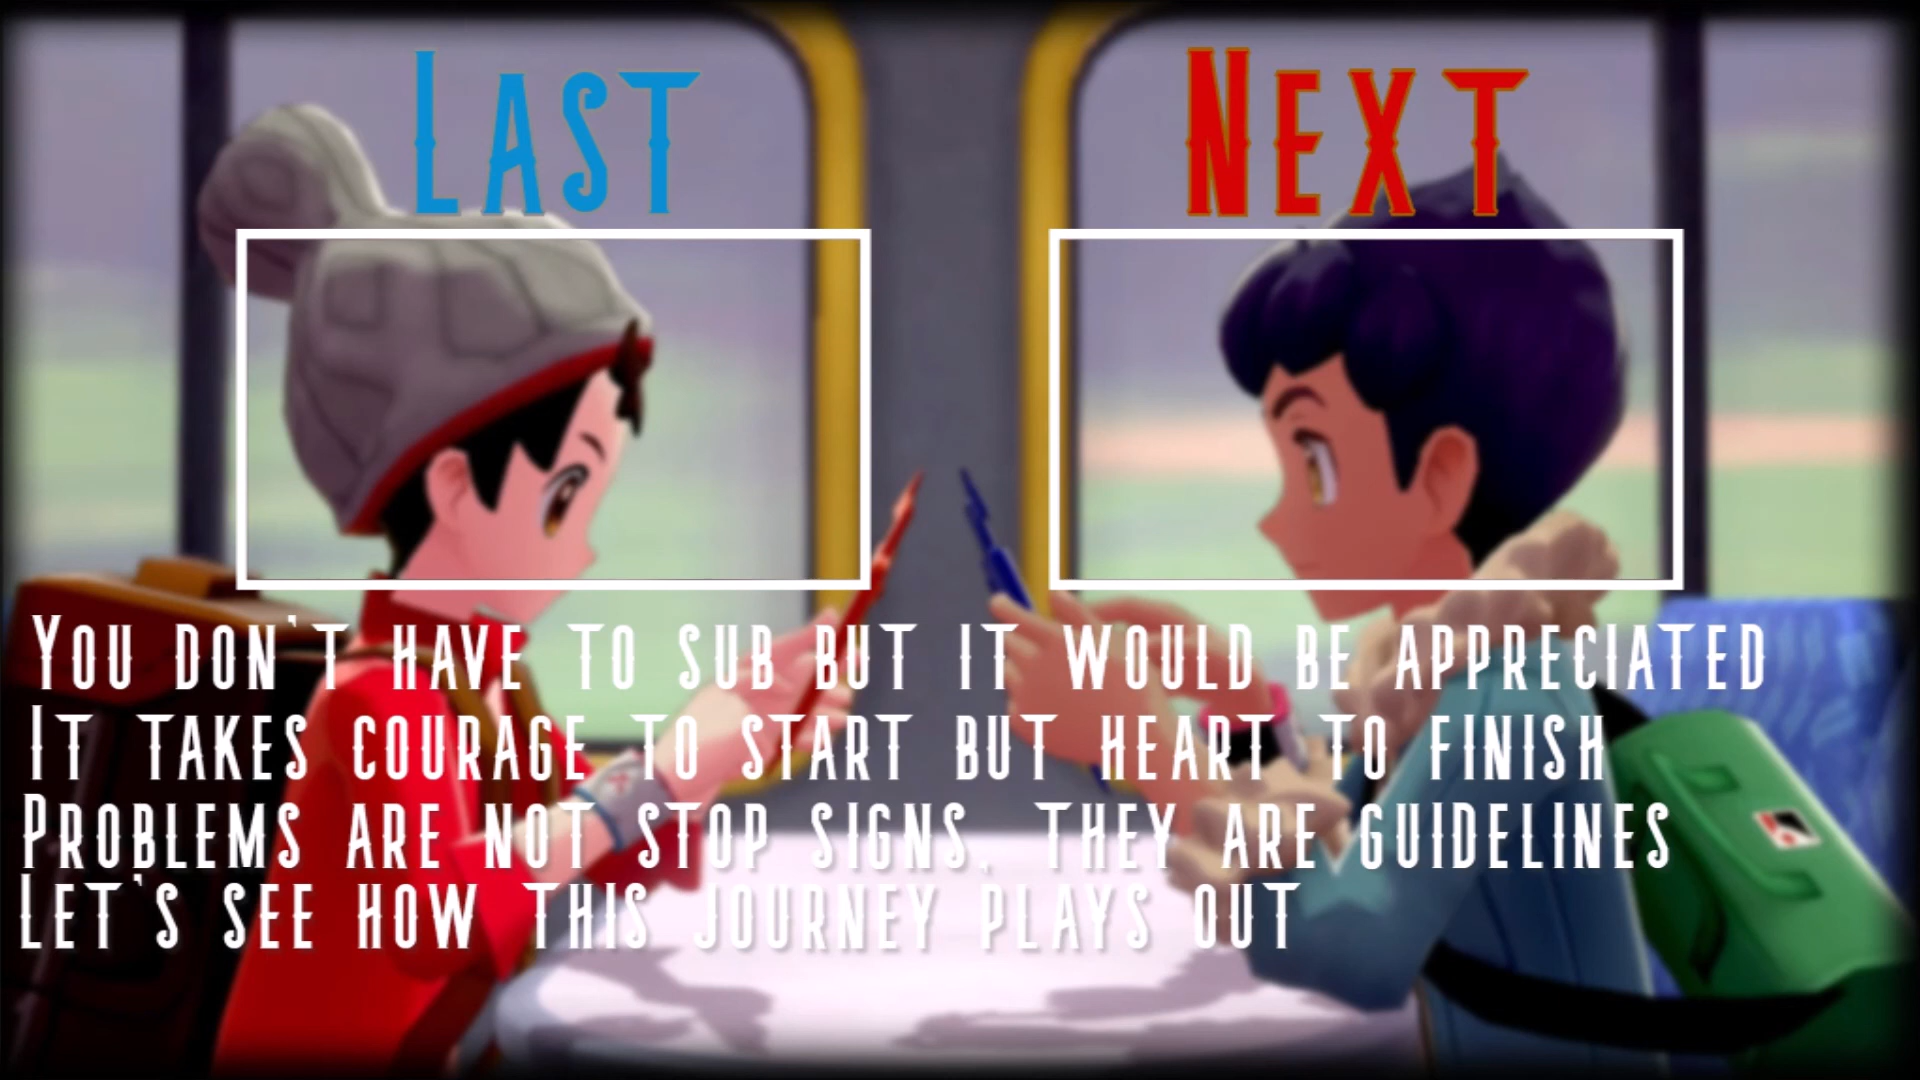 Last
Next
You don't have to sub but it would be appreciated
It takes courage to start but heart to finish
Problems are not stop signs, they are guidelines
Let's see how this journey plays out